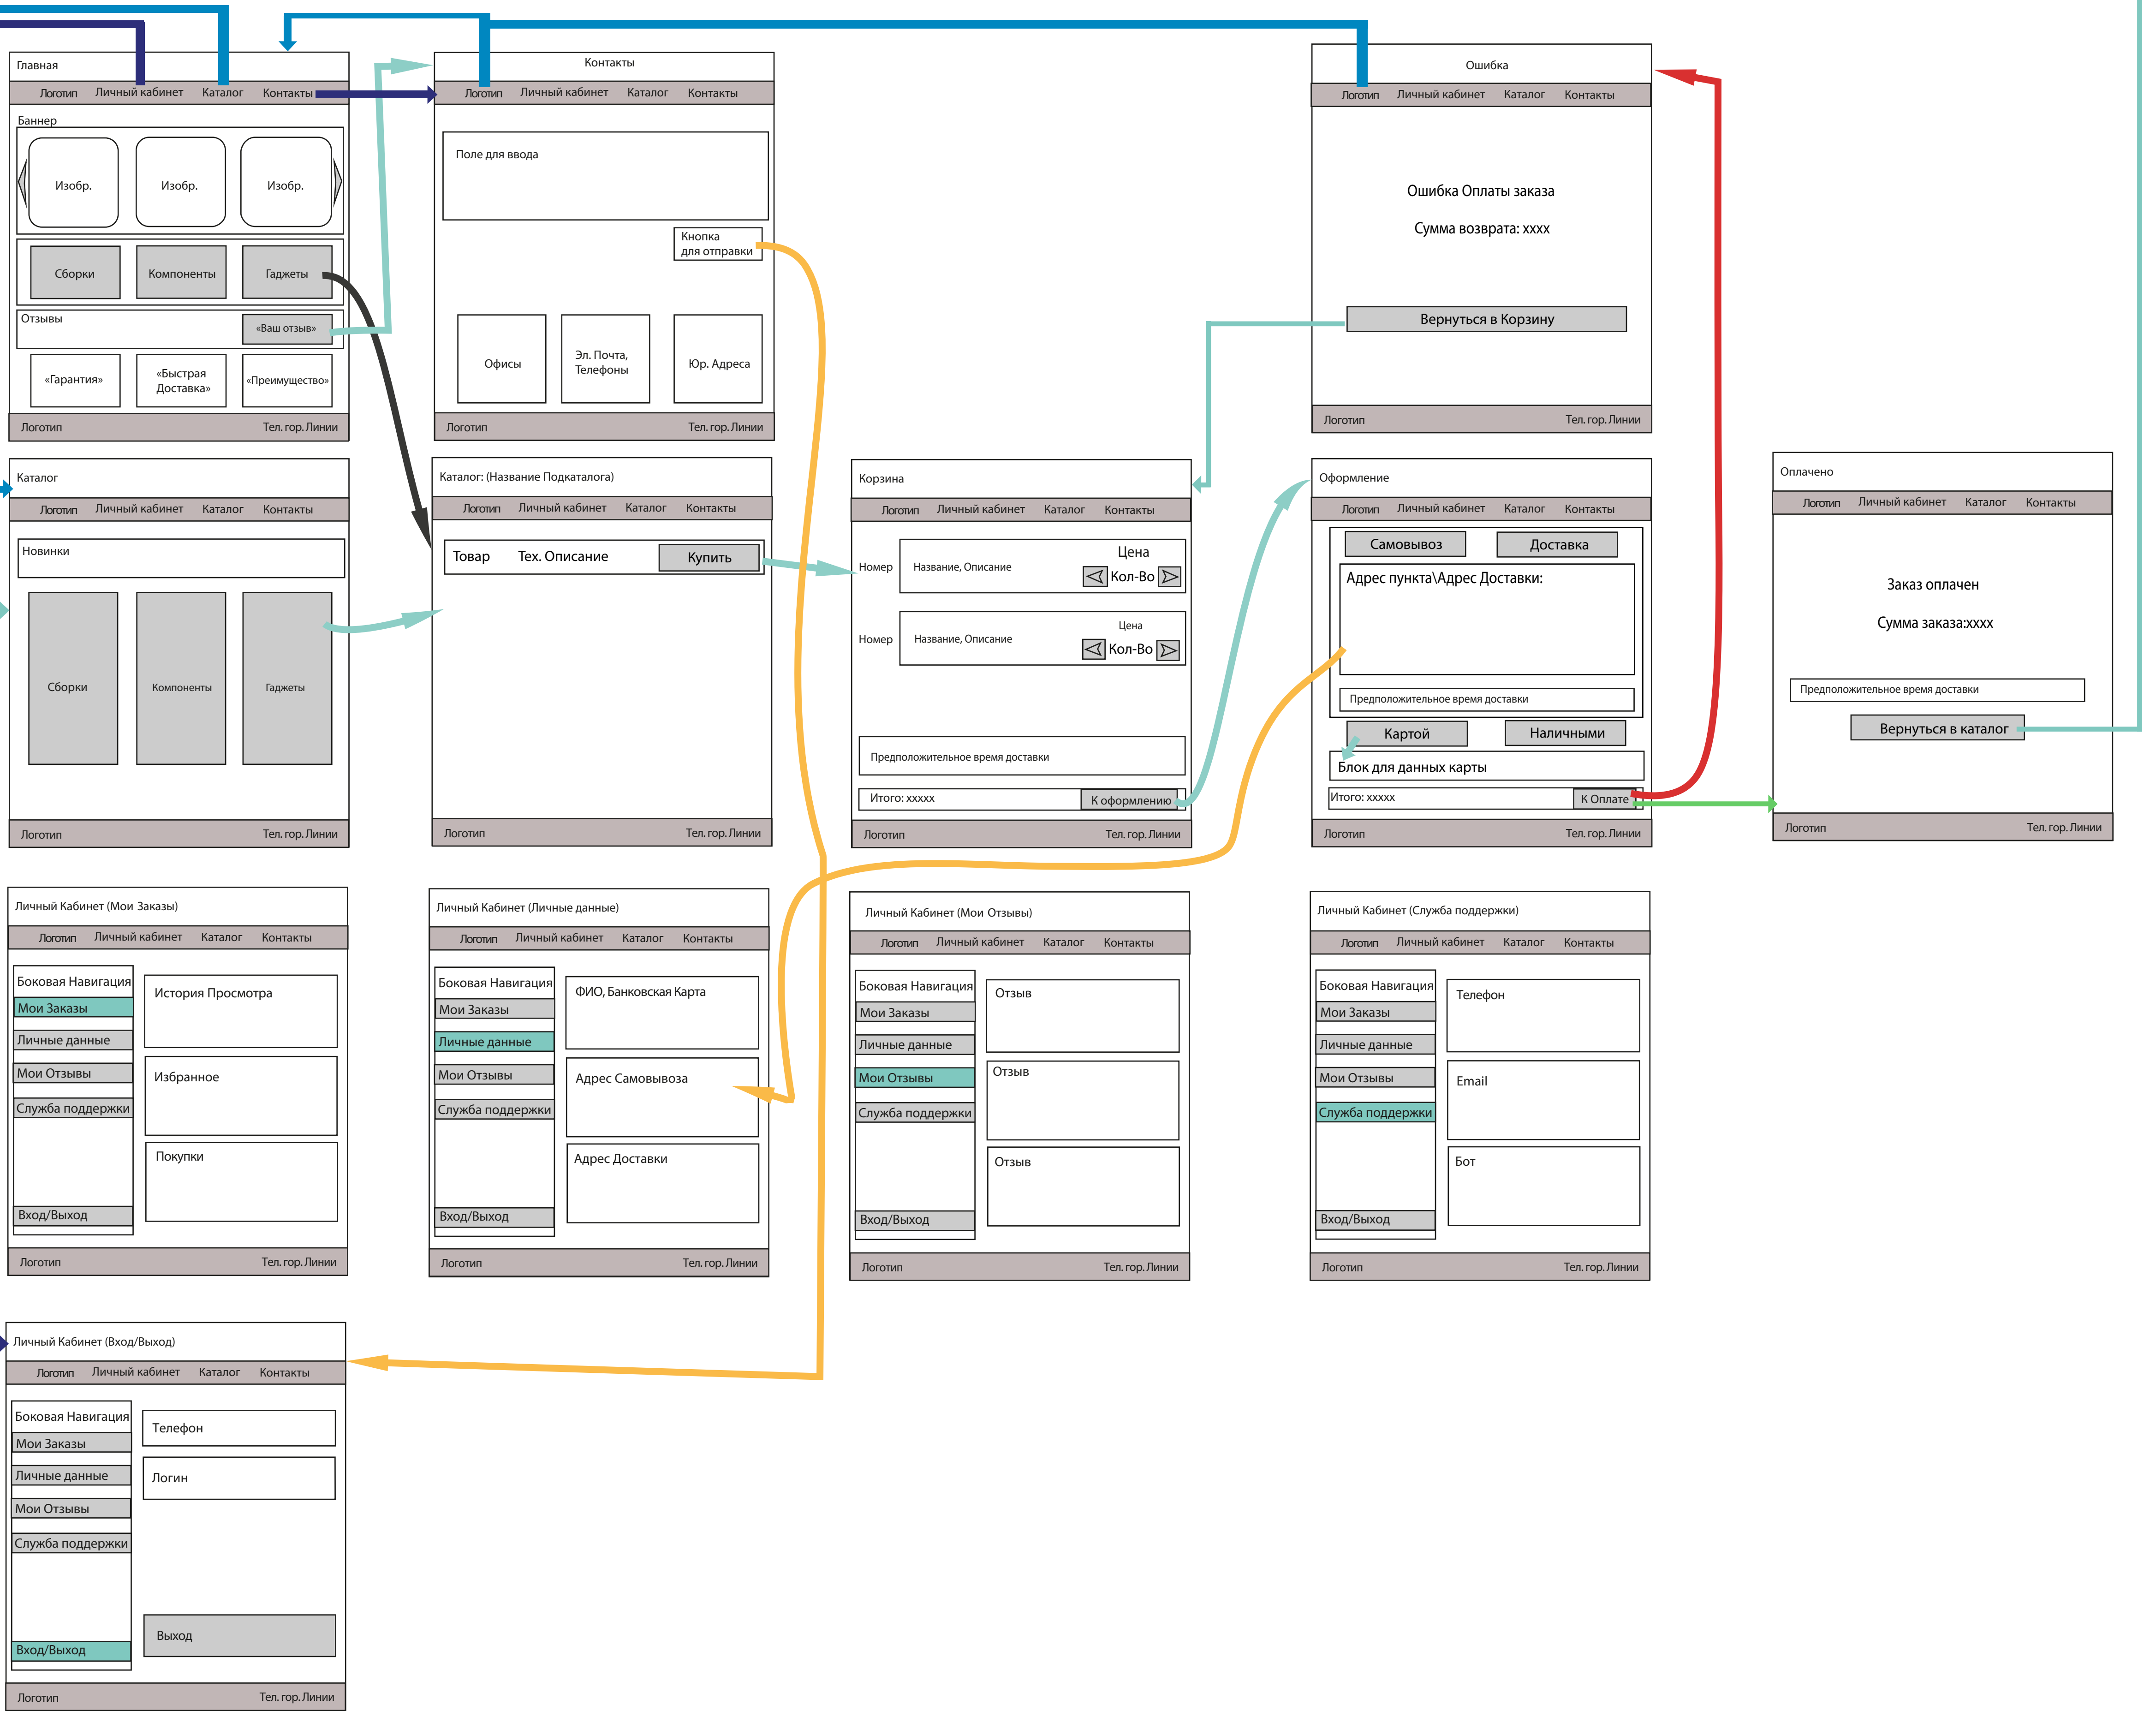 Главная
Логотип Личный кабинет Каталог Контакты
Баннер
Изобр. Изобр. Изобр.
Сборки Компоненты Гаджеты
Отзывы «Ваш отзыв»
«Гарантия» «Быстрая
Доставка» «Преимущество»
Логотип Тел. гор. Линии
Контакты
Логотип Личный кабинет Каталог Контакты
Поле для ввода
Кнопка
для отправки
Офисы
Эл. Почта,
Телефоны
Юр. Адреса
Логотип Тел. гор. Линии
Ошибка
Логотип Личный кабинет Каталог Контакты
Ошибка Оплаты заказа
Сумма возврата: хххх
Вернуться в Корзину
Логотип Тел. гор. Линии
Каталог
Логотип Личный кабинет Каталог Контакты
Новинки
Сборки Компоненты Гаджеты
Логотип Тел. гор. Линии
Каталог: (Название Подкаталога)
Логотип Личный кабинет Каталог Контакты
Товар Тех. Описание Купить
Логотип Тел. гор. Линии
Корзина
Логотип Личный кабинет Каталог Контакты
Цена
Номер Название, Описание
Кол-Во
Цена
Номер Название, Описание
Кол-Во
Предположительное время доставки
Итого: ххххх К оформлению
Логотип Тел. гор. Линии
Оформление
Логотип Личный кабинет Каталог Контакты
Самовывоз Доставка
Адрес пункта\Адрес Доставки:
Предположительное время доставки
Картой Наличными
Блок для данных карты
Итого: ххххх К Оплате
Логотип Тел. гор. Линии
Оплачено
Логотип Личный кабинет Каталог Контакты
Заказ оплачен
Сумма заказа:хххх
Предположительное время доставки
Вернуться в каталог
Логотип Тел. гор. Линии
Личный Кабинет (Мои Заказы)
Логотип Личный кабинет Каталог Контакты
Боковая Навигация
Мои Заказы
Личные данные
Мои Отзывы
Служба поддержки
Вход/Выход
История Просмотра
Избранное
Покупки
Логотип Тел. гор. Линии
Личный Кабинет (Личные данные)
Логотип Личный кабинет Каталог Контакты
Боковая Навигация
Мои Заказы
Личные данные
Мои Отзывы
Служба поддержки
Вход/Выход
ФИО, Банковская Карта
Адрес Самовывоза
Адрес Доставки
Логотип Тел. гор. Линии
Личный Кабинет (Мои Отзывы)
Логотип Личный кабинет Каталог Контакты
Боковая Навигация
Мои Заказы
Личные данные
Мои Отзывы
Служба поддержки
Вход/Выход
Отзыв
Отзыв
Отзыв
Логотип Тел. гор. Линии
Личный Кабинет (Служба поддержки)
Логотип Личный кабинет Каталог Контакты
Боковая Навигация
Мои Заказы
Личные данные
Мои Отзывы
Служба поддержки
Вход/Выход
Телефон
Email
Бот
Логотип Тел. гор. Линии
Личный Кабинет (Вход/Выход)
Логотип Личный кабинет Каталог Контакты
Боковая Навигация
Мои Заказы
Личные данные
Мои Отзывы
Служба поддержки
Вход/Выход
Телефон
Логин
Выход
Логотип Тел. гор. Линии